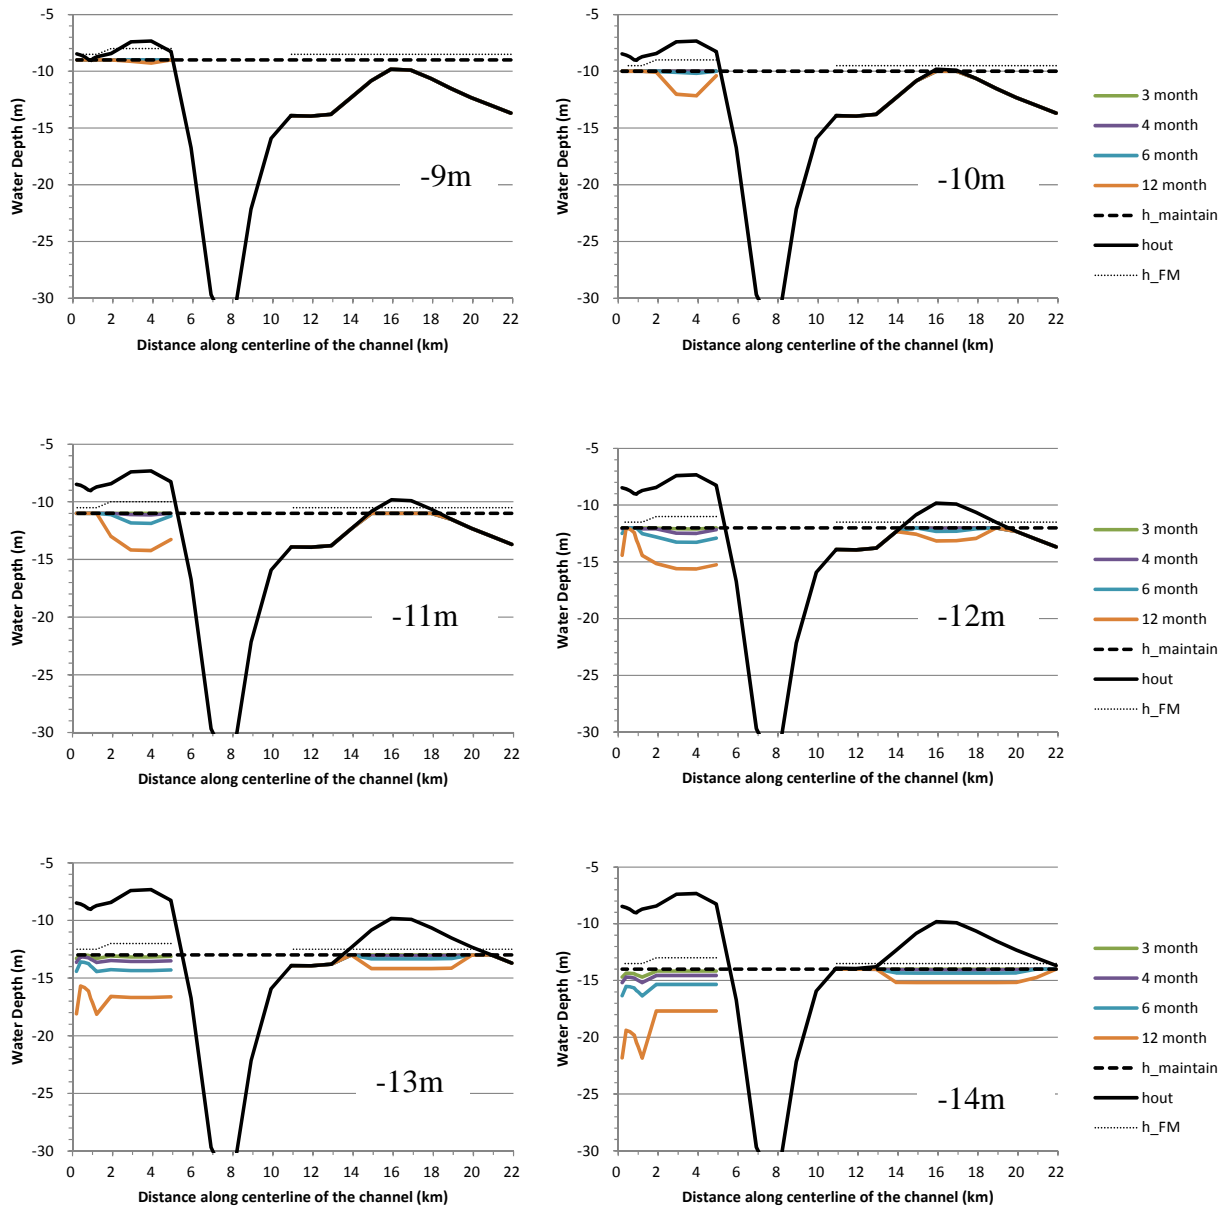 -5
-10
-15
-20
-25
-30
Water Depth (m)
-9m
0 2 4 6 8 10 12 14 16 18 20 22
Distance along centerline of the channel (km)
-5
-10
-15
-20
-25
-30
Water Depth (m)
-10m
0 2 4 6 8 10 12 14 16 18 20 22
Distance along centerline of the channel (km)
3 month
4 month
6 month
12 month
h_maintain
hout
h_FM
-5
-10
-15
-20
-25
-30
Water Depth (m)
-11m
0 2 4 6 8 10 12 14 16 18 20 22
Distance along centerline of the channel (km)
-5
-10
-15
-20
-25
-30
Water Depth (m)
-12m
0 2 4 6 8 10 12 14 16 18 20 22
Distance along centerline of the channel (km)
3 month
4 month
6 month
12 month
h_maintain
hout
h_FM
-5
-10
-15
-20
-25
-30
Water Depth (m)
-13m
0 2 4 6 8 10 12 14 16 18 20 22
Distance along centerline of the channel (km)
-5
-10
-15
-20
-25
-30
Water Depth (m)
-14m
0 2 4 6 8 10 12 14 16 18 20 22
Distance along centerline of the channel (km)
3 month
4 month
6 month
12 month
h_maintain
hout
h_FM